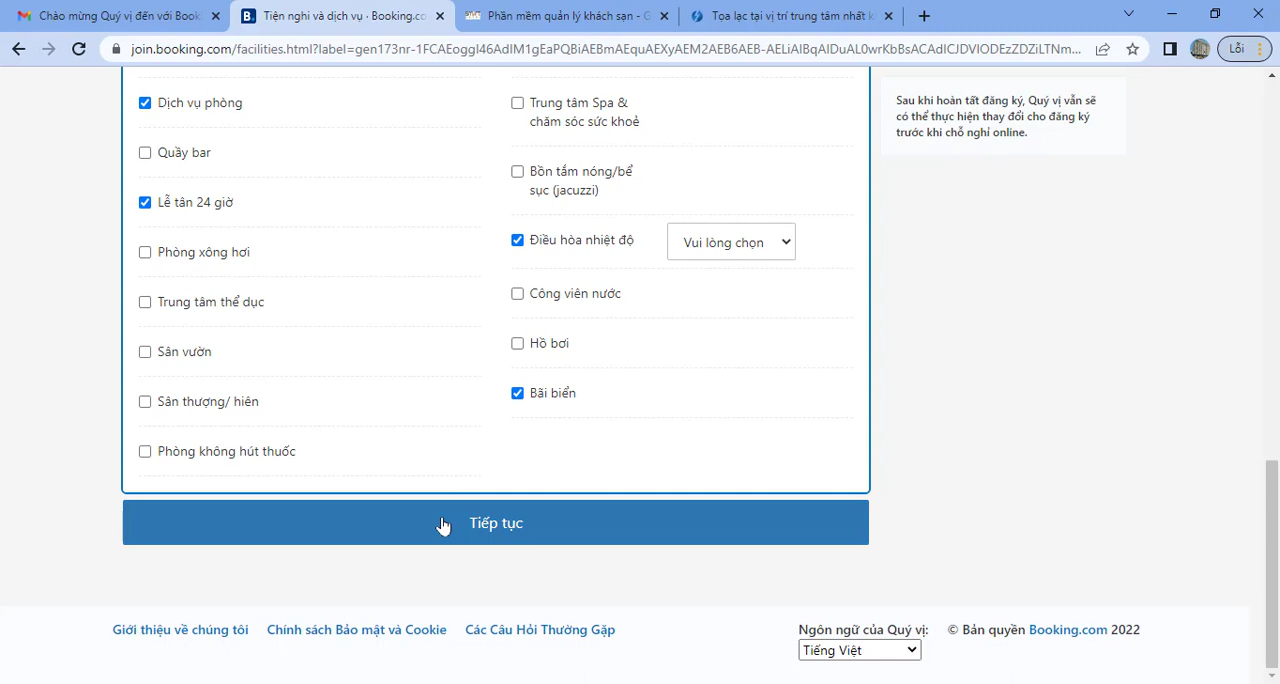 Chào mừng Quý vị đến với Book
Tiện nghi và dịch vụ · Booking.co
Phần mềm quản lý khách sạn - G
Tọa lạc tại vị trí trung tâm nhất k
join.booking.com/facilities.html?label=
Lỗi
Dịch vụ phòng
Quầy bar
Lễ tân 24 giờ
Phòng xông hơi
Trung tâm thể dục
Sân vườn
Sân thượng/ hiên
Phòng không hút thuốc
Trung tâm Spa &
chăm sóc sức khoẻ
Bồn tắm nóng/bể
sục (jacuzzi)
Điều hòa nhiệt độ
Vui lòng chọn
Công viên nước
Hồ bơi
Bãi biển
Sau khi hoàn tất đăng ký, Quý vị vẫn sẽ
có thể thực hiện thay đổi cho đăng ký
trước khi chỗ nghỉ online.
Tiếp tục
Giới thiệu về chúng tôi Chính sách Bảo mật và Cookie Các Câu Hỏi Thường Gặp
Ngôn ngữ của Quý vị:
Tiếng Việt
© Bản quyền Booking.com 2022